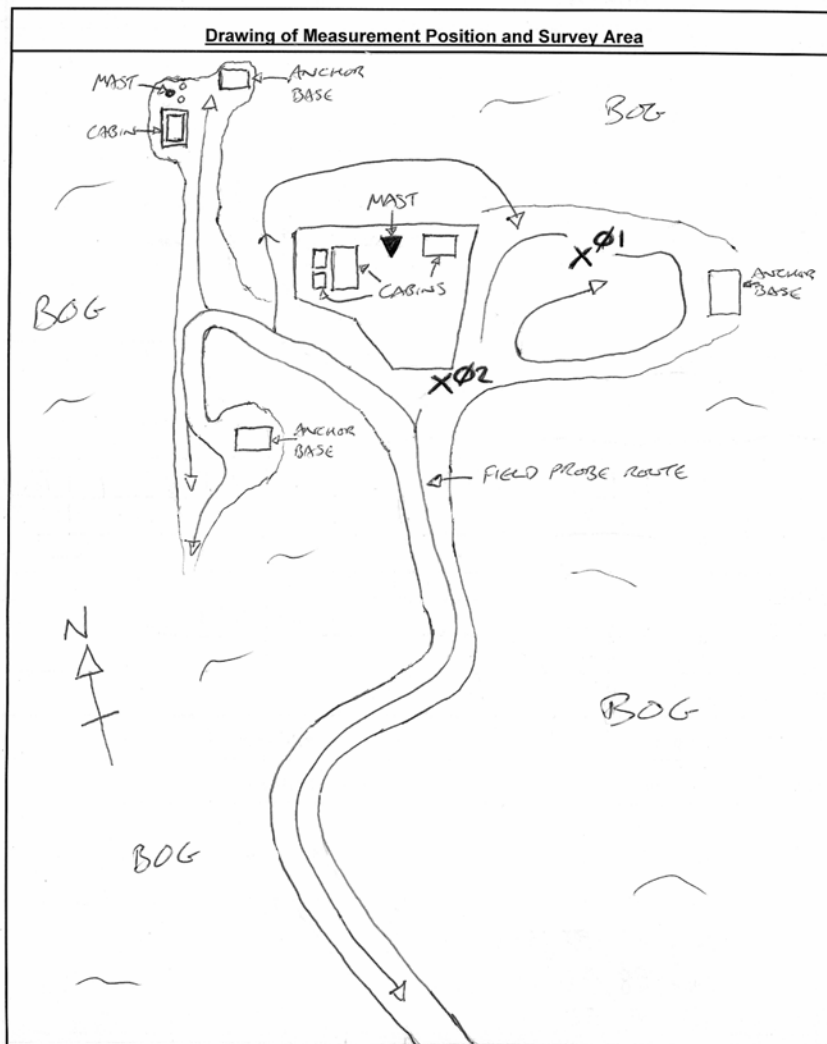 Drawing of Measurement Position and Survey Area
MAST
ANCHOR
BASE
CABIN
BOG
MAST
Ø1
CABINS
ANCHOR
BASE
BOG
XØ2
ANCHOR
BASE
FIELD PROBE ROUTE
N
BOG
BOG